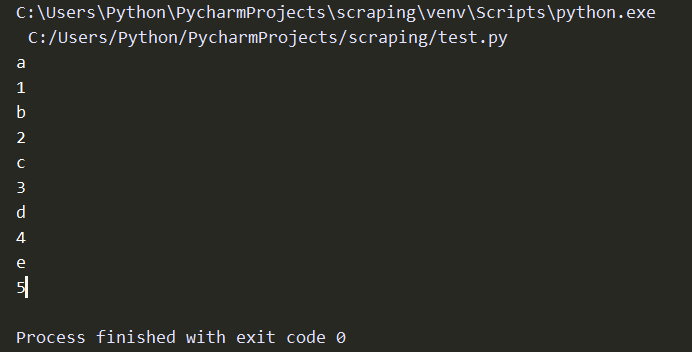 C:\Users\Python\PycharmProjects\scraping\venv\Scripts\python.exe
C:/Users/Python/PycharmProjects/scraping/test.py
a
1
b
2
c
3
d
4
e
5
Process finished with exit code 0